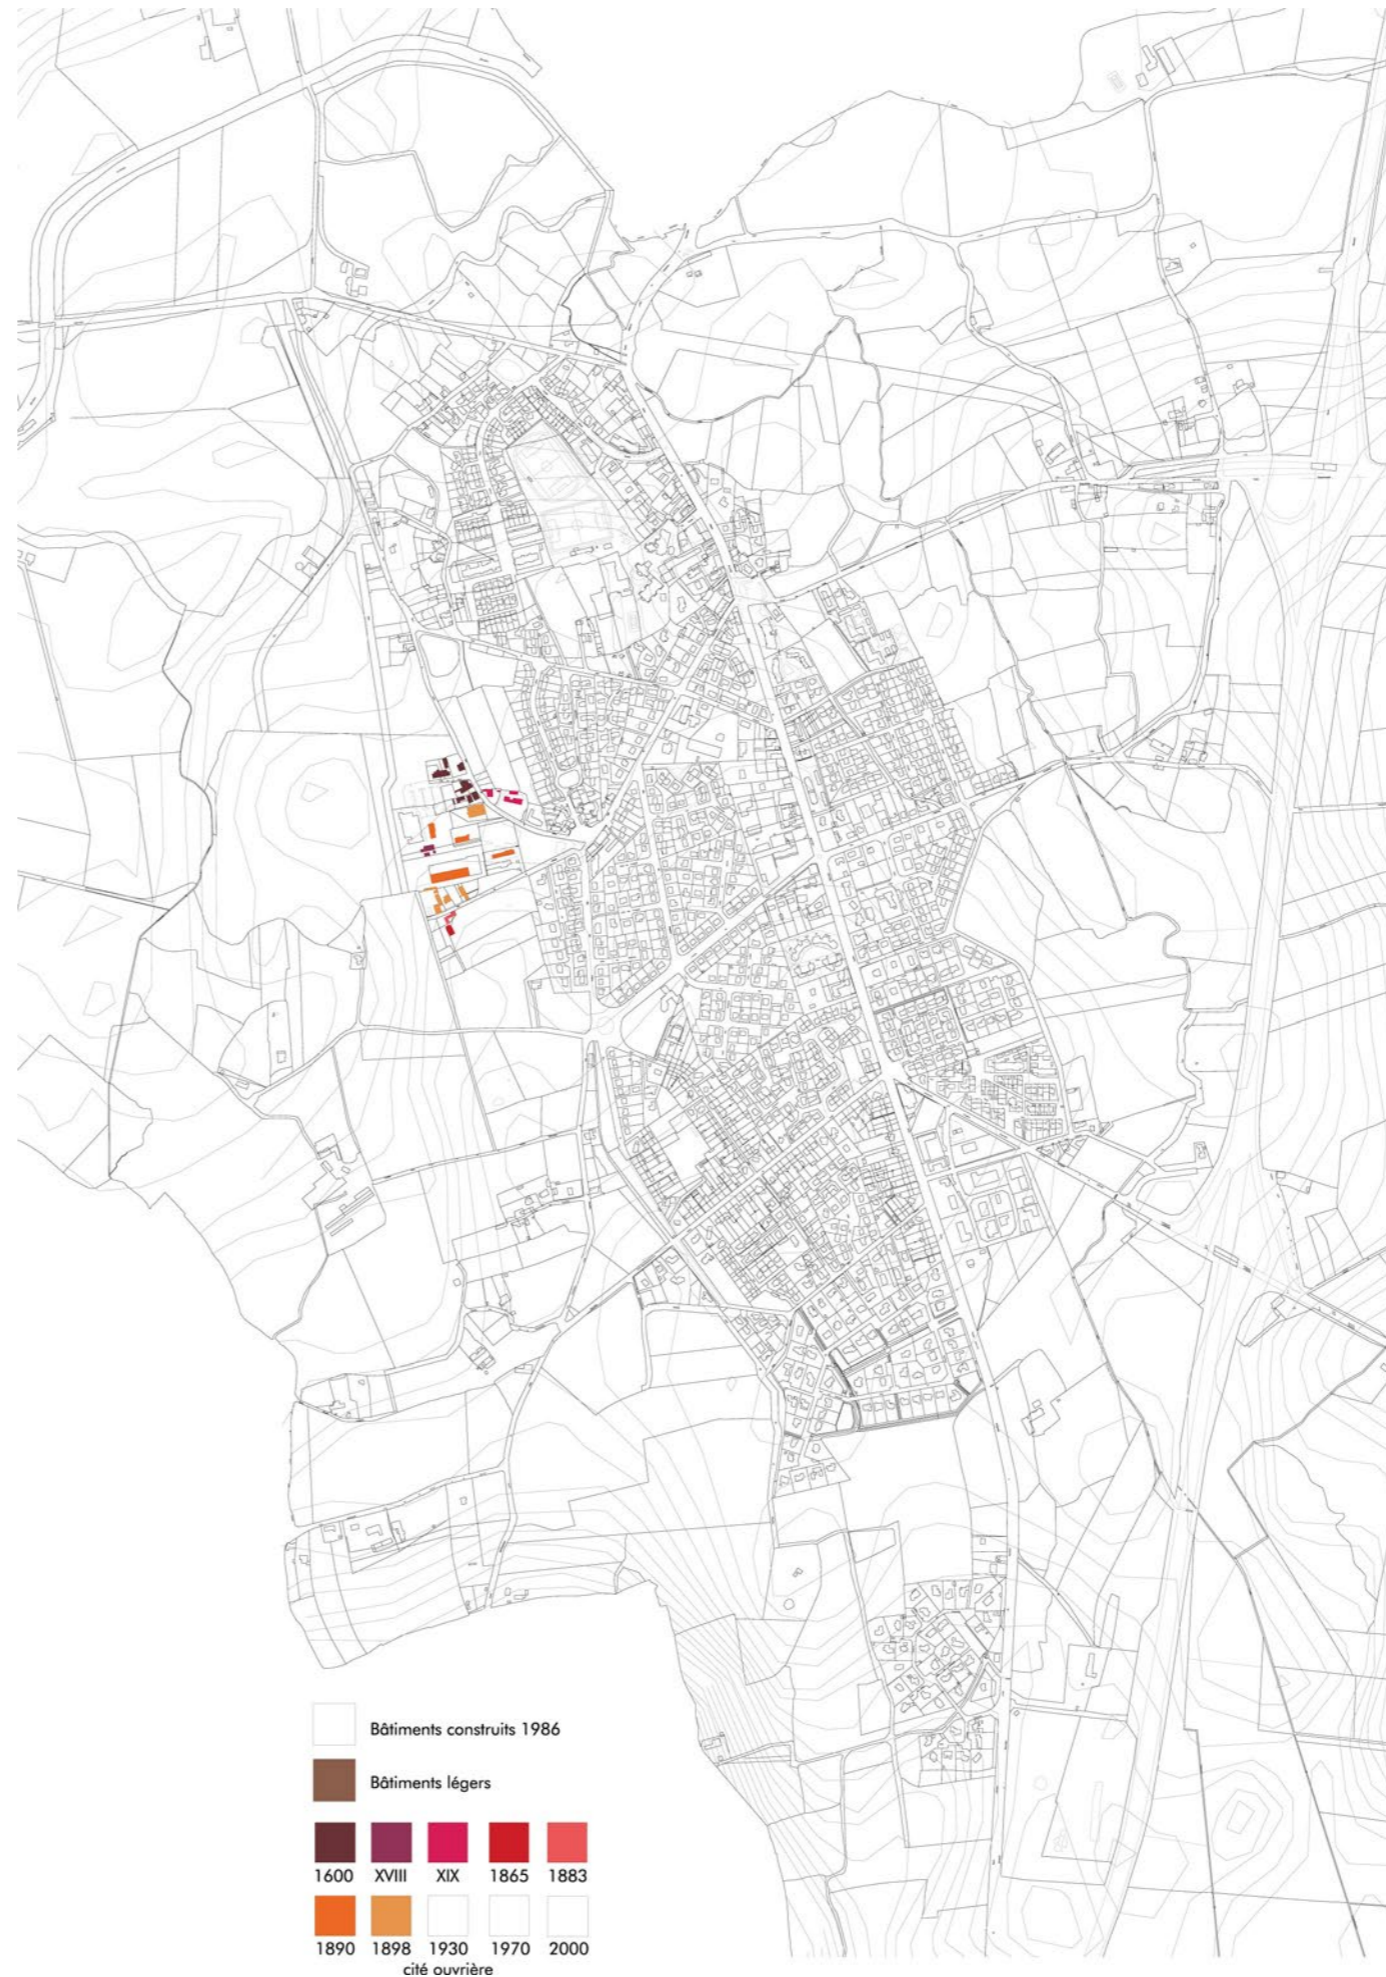 Bâtiments construits 1986
Bâtiments légers
1600 XVIII XIX 1865 1883
1890 1898 1930 1970 2000
cité ouvrière